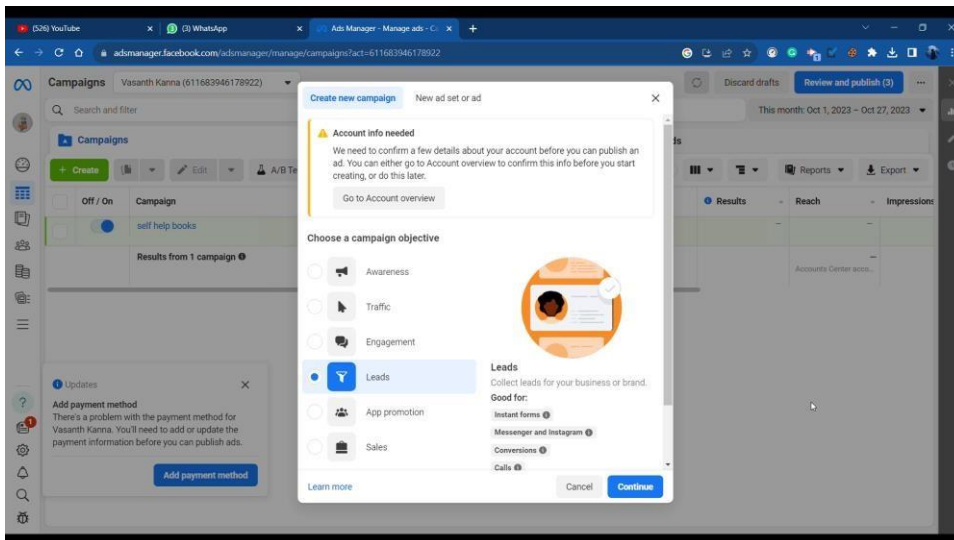 (526) YouTube
(3) WhatsApp
Ads Manager - Manage ads - C
adsmanager.facebook.com/adsmanager/manage/campaigns?act=611683946178922
Campaigns
Vasanth Kanna (611683946178922)
Discard drafts
Review and publish (3)
Search and filter
This month: Oct 1, 2023 – Oct 27, 2023
Campaigns
+ Create
Edit
A/B Te
Reports
Export
Off / On
Campaign
Results
Reach
Impressions
self help books
Results from 1 campaign
Accounts Center acco...
Create new campaign
New ad set or ad
Account info needed
We need to confirm a few details about your account before you can publish an
ad. You can either go to Account overview to confirm this info before you start
creating, or do this later.
Go to Account overview
Choose a campaign objective
Awareness
Traffic
Engagement
Leads
App promotion
Sales
Leads
Collect leads for your business or brand.
Good for:
Instant forms
Messenger and Instagram
Conversions
Calls
Learn more
Cancel
Continue
Updates
Add payment method
There's a problem with the payment method for
Vasanth Kanna. You'll need to add or update the
payment information before you can publish ads.
Add payment method